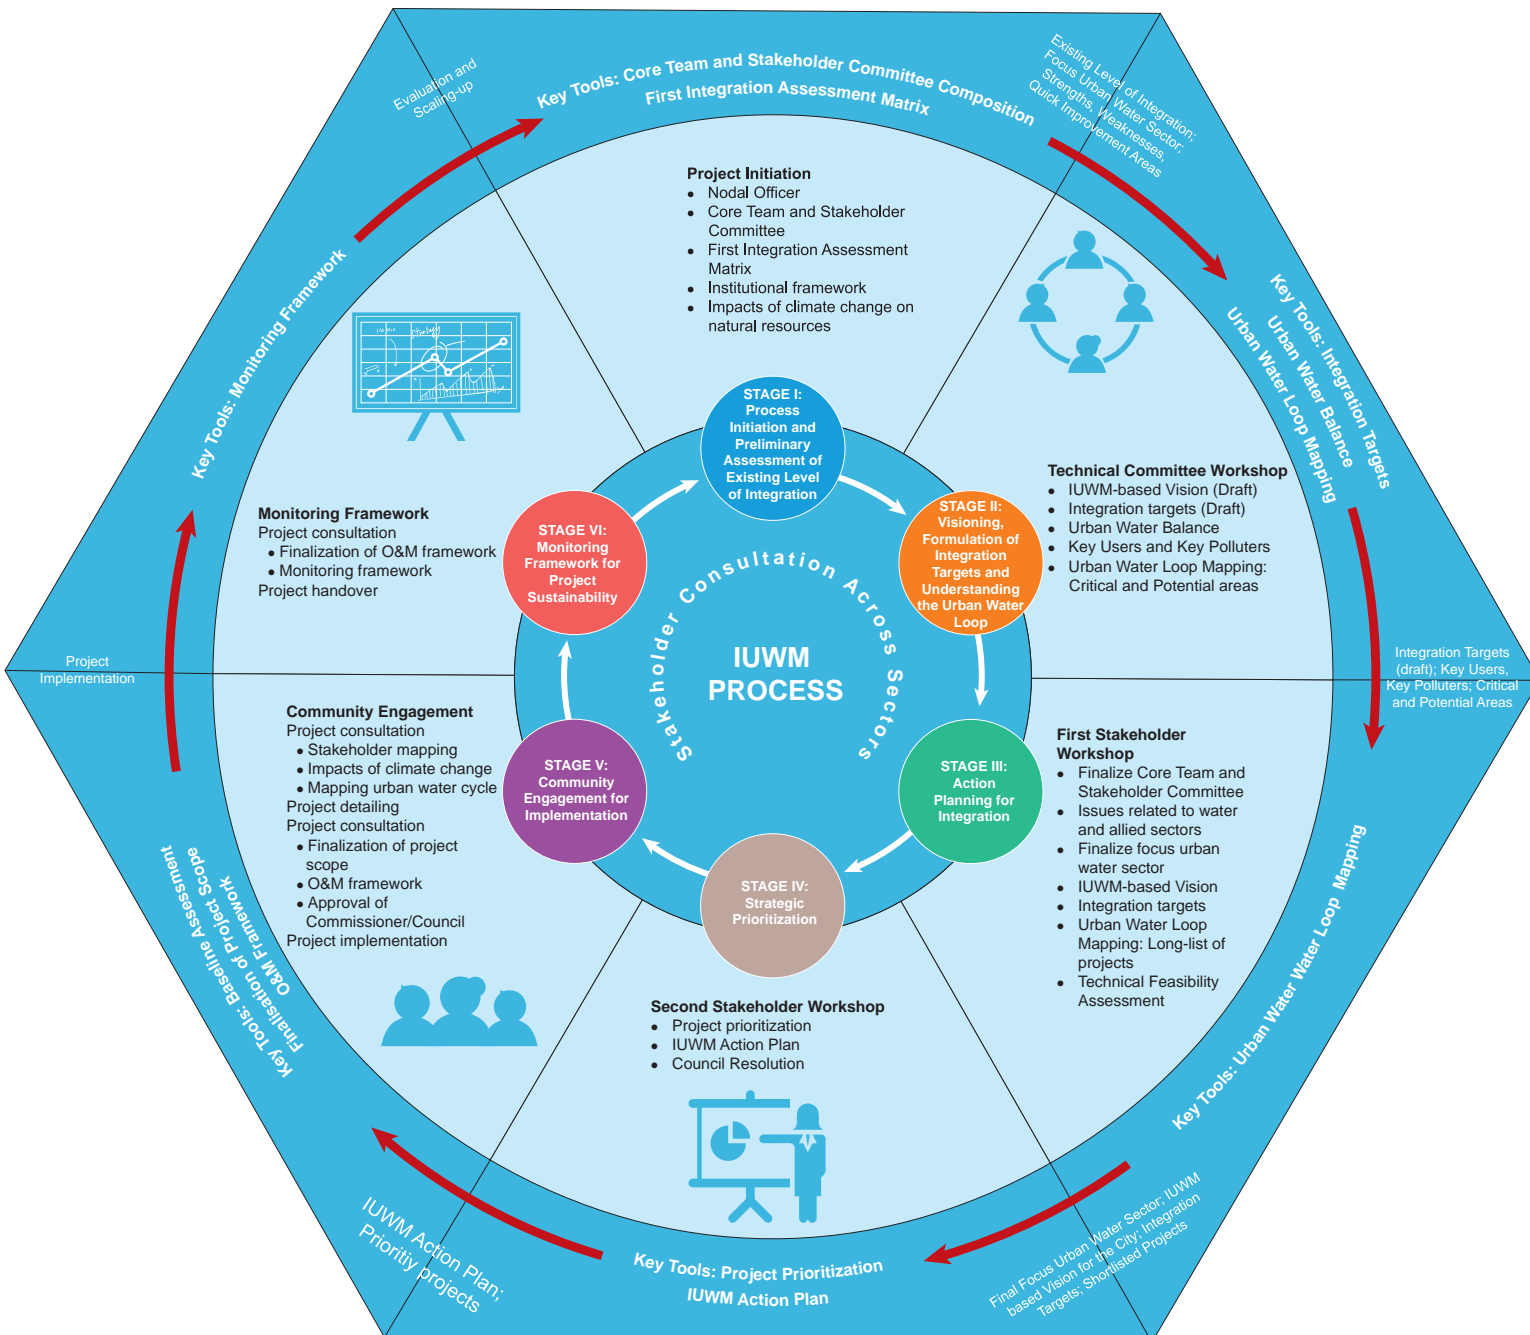 Key Tools: Core Team and Stakeholder Committee Composition
First Integration Assessment Matrix
Existing Level of Integration;
Focus Urban Water Sector;
Strengths, Weaknesses,
Quick Improvement Areas
Key Tools: Integration Targets
Urban Water Balance
Urban Water Loop Mapping
Integration Targets
(draft); Key Users,
Key Polluters; Critical
and Potential Areas
Key Tools: Urban Water Water Loop Mapping
Final Focus Urban Water Sector; IUWM
based Vision for the City; Integration
Targets; Shortlisted Projects
Key Tools: Project Prioritization
IUWM Action Plan
IUWM Action Plan;
Prioritiy projects
Key Tools: Baseline Assessment
Finalisation of Project Scope
O&M Framework
Project
Implementation
Key Tools: Monitoring Framework
Evaluation and
Scaling-up
Project Initiation
• Nodal Officer
• Core Team and Stakeholder
Committee
• First Integration Assessment
Matrix
• Institutional framework
• Impacts of climate change on
natural resources
Technical Committee Workshop
• IUWM-based Vision (Draft)
• Integration targets (Draft)
• Urban Water Balance
• Key Users and Key Polluters
• Urban Water Loop Mapping:
Critical and Potential areas
First Stakeholder
Workshop
• Finalize Core Team and
Stakeholder Committee
• Issues related to water
and allied sectors
• Finalize focus urban
water sector
• IUWM-based Vision
• Integration targets
• Urban Water Loop
Mapping: Long-list of
projects
• Technical Feasibility
Assessment
Second Stakeholder Workshop
• Project prioritization
• IUWM Action Plan
• Council Resolution
Community Engagement
Project consultation
• Stakeholder mapping
• Impacts of climate change
• Mapping urban water cycle
Project detailing
Project consultation
• Finalization of project
scope
• O&M framework
• Approval of
Commissioner/Council
Project implementation
Monitoring Framework
Project consultation
• Finalization of O&M framework
• Monitoring framework
Project handover
STAGE I:
Process
Initiation and
Preliminary
Assessment of
Existing Level
of Integration
STAGE II:
Visioning,
Formulation of
Integration
Targets and
Understanding
the Urban Water
Loop
STAGE III:
Action
Planning for
Integration
STAGE IV:
Strategic
Prioritization
STAGE V:
Community
Engagement for
Implementation
STAGE VI:
Monitoring
Framework for
Project
Sustainability
Stakeholder Consultation Across Sectors
IUWM
PROCESS